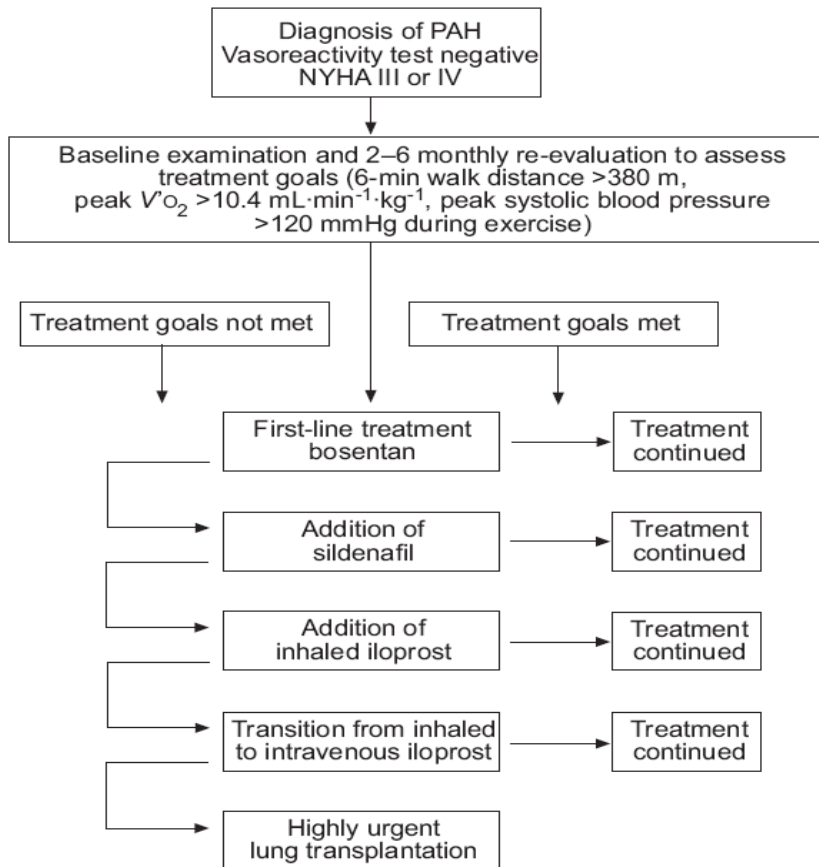 Diagnosis of PAH
Vasoreactivity test negative
NYHA III or IV
Baseline examination and 2–6 monthly re-evaluation to assess
treatment goals (6-min walk distance >380 m,
peak V'O₂ >10.4 mL·min⁻¹·kg⁻¹, peak systolic blood pressure
>120 mmHg during exercise)
Treatment goals not met
Treatment goals met
First-line treatment
bosentan
Treatment
continued
Addition of
sildenafil
Treatment
continued
Addition of
inhaled iloprost
Treatment
continued
Transition from inhaled
to intravenous iloprost
Treatment
continued
Highly urgent
lung transplantation